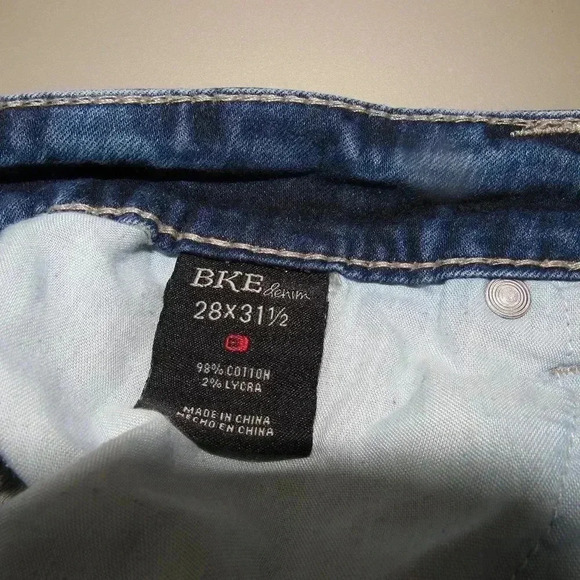 BKE denim
28X31½
98% COTTON
2% LYCRA
MADE IN CHINA
HECHO EN CHINA